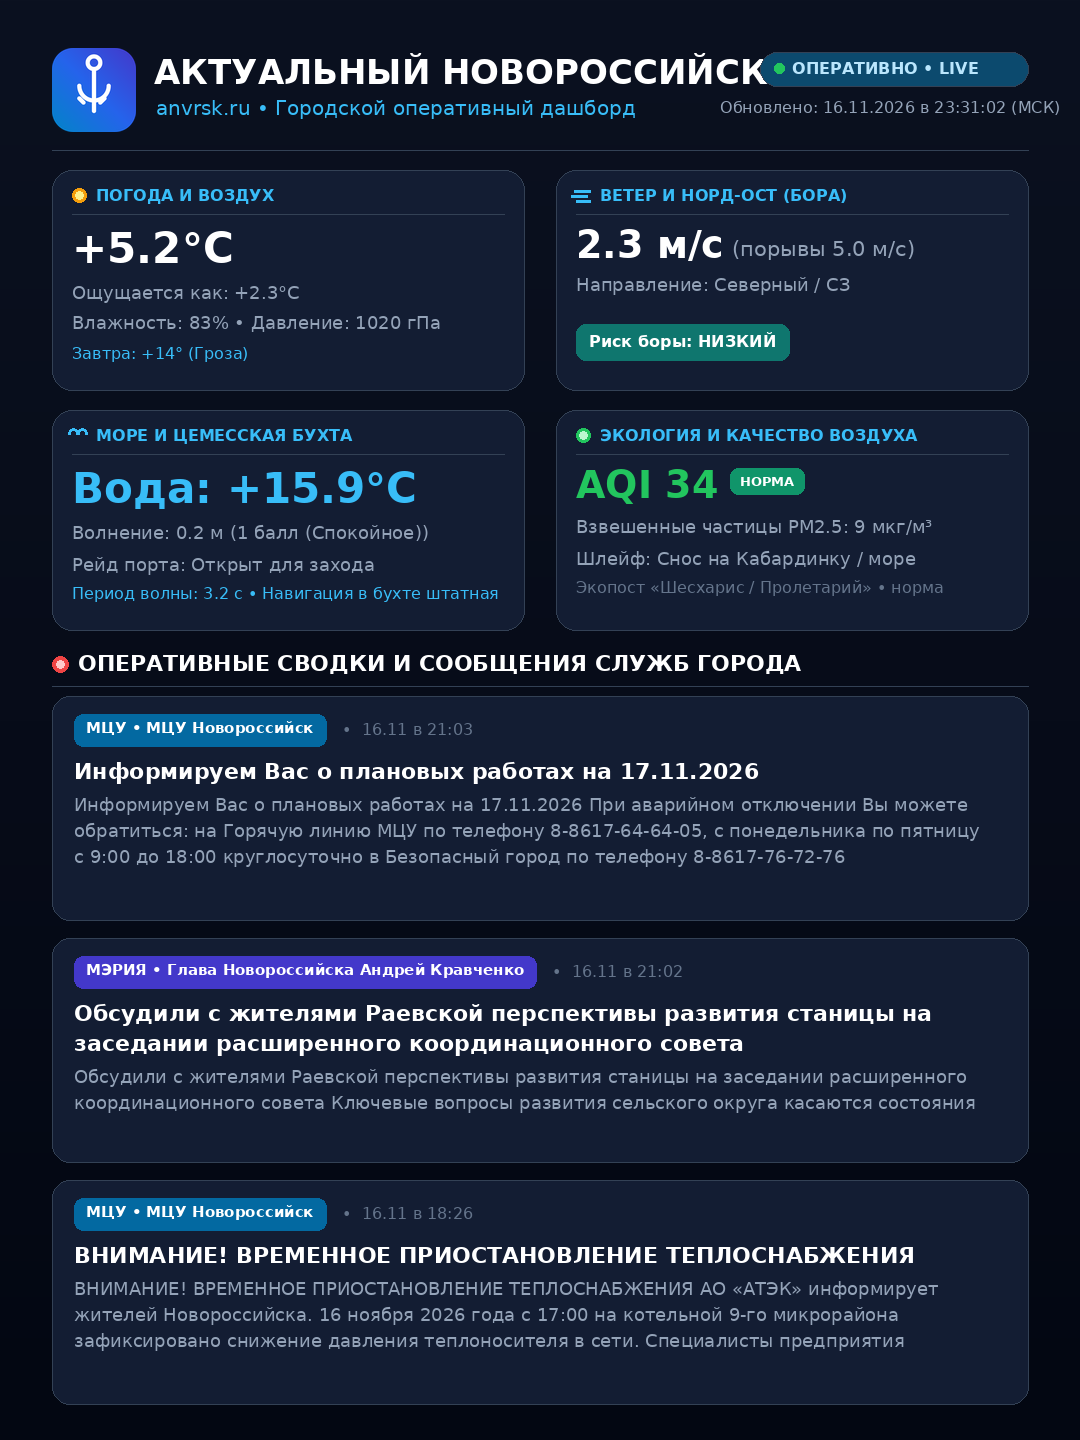 АКТУАЛЬНЫЙ НОВОРОССИЙСК
ОПЕРАТИВНО • LIVE
anvrsk.ru • Городской оперативный дашборд
Обновлено: 16.11.2026 в 23:31:02 (МСК)
ПОГОДА И ВОЗДУХ
+5.2°C
Ощущается как: +2.3°C
Влажность: 83% • Давление: 1020 гПа
Завтра: +14° (Гроза)
ВЕТЕР И НОРД-ОСТ (БОРА)
2.3 м/с (порывы 5.0 м/с)
Направление: Северный / СЗ
Риск боры: НИЗКИЙ
МОРЕ И ЦЕМЕССКАЯ БУХТА
Вода: +15.9°C
Волнение: 0.2 м (1 балл (Спокойное))
Рейд порта: Открыт для захода
Период волны: 3.2 с • Навигация в бухте штатная
ЭКОЛОГИЯ И КАЧЕСТВО ВОЗДУХА
AQI 34 НОРМА
Взвешенные частицы PM2.5: 9 мкг/м³
Шлейф: Снос на Кабардинку / море
Экопост «Шесхарис / Пролетарий» • норма
ОПЕРАТИВНЫЕ СВОДКИ И СООБЩЕНИЯ СЛУЖБ ГОРОДА
МЦУ • МЦУ Новороссийск • 16.11 в 21:03
Информируем Вас о плановых работах на 17.11.2026
Информируем Вас о плановых работах на 17.11.2026 При аварийном отключении Вы можете
обратиться: на Горячую линию МЦУ по телефону 8-8617-64-64-05, с понедельника по пятницу
с 9:00 до 18:00 круглосуточно в Безопасный город по телефону 8-8617-76-72-76
МЭРИЯ • Глава Новороссийска Андрей Кравченко • 16.11 в 21:02
Обсудили с жителями Раевской перспективы развития станицы на
заседании расширенного координационного совета
Обсудили с жителями Раевской перспективы развития станицы на заседании расширенного
координационного совета Ключевые вопросы развития сельского округа касаются состояния
МЦУ • МЦУ Новороссийск • 16.11 в 18:26
ВНИМАНИЕ! ВРЕМЕННОЕ ПРИОСТАНОВЛЕНИЕ ТЕПЛОСНАБЖЕНИЯ
ВНИМАНИЕ! ВРЕМЕННОЕ ПРИОСТАНОВЛЕНИЕ ТЕПЛОСНАБЖЕНИЯ АО «АТЭК» информирует
жителей Новороссийска. 16 ноября 2026 года с 17:00 на котельной 9-го микрорайона
зафиксировано снижение давления теплоносителя в сети. Специалисты предприятия